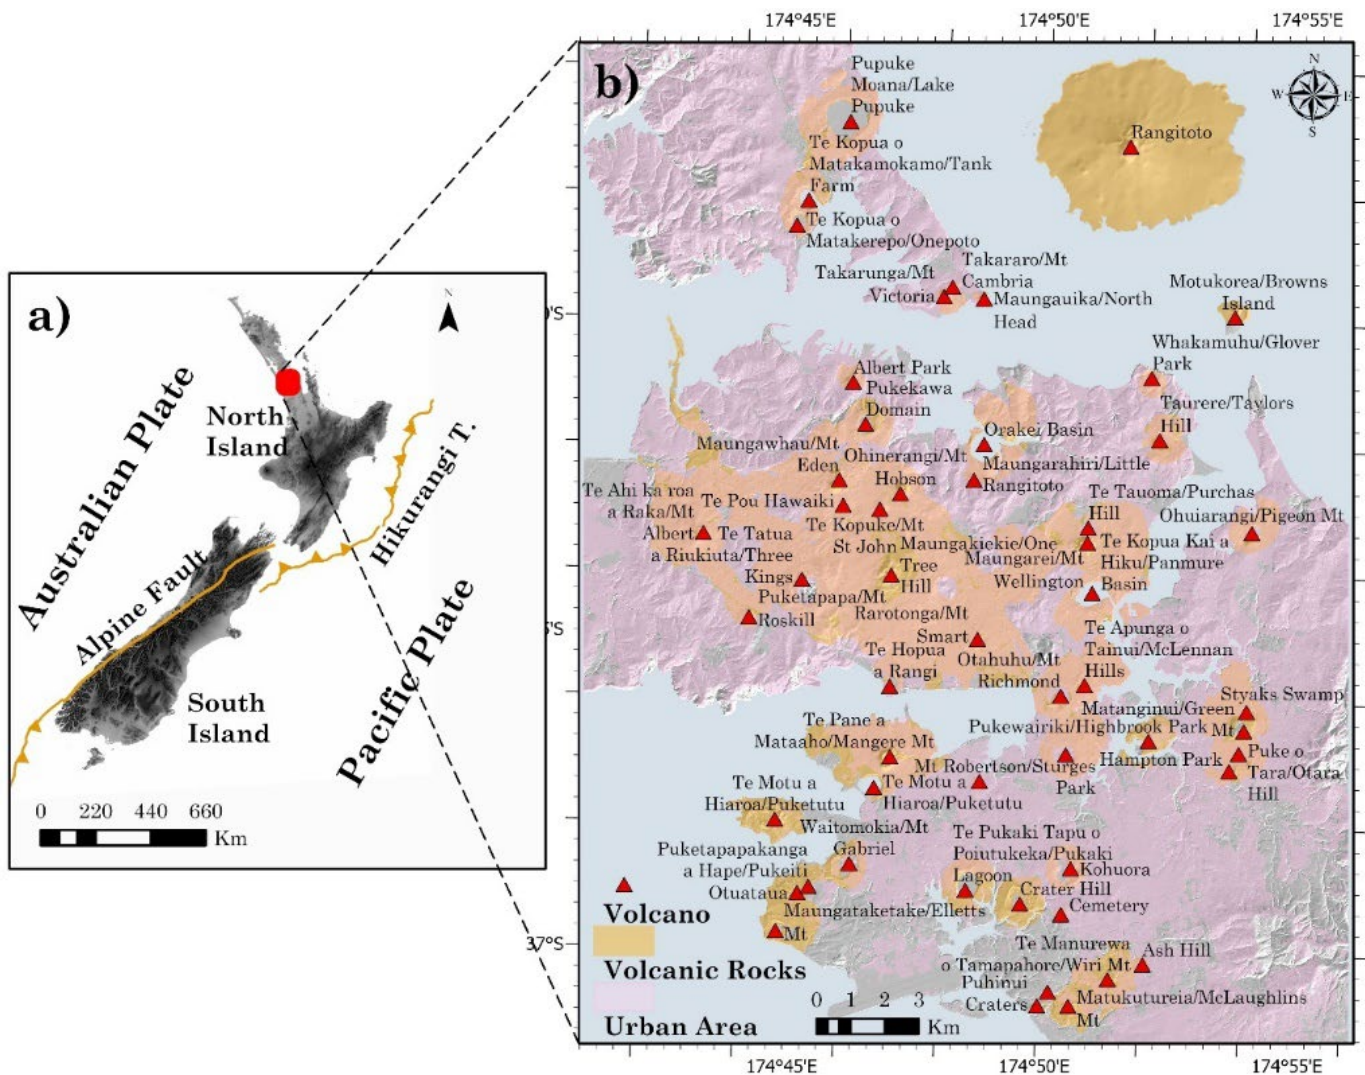 174°45'E
174°50'E
174°55'E
a)
N
Australian Plate
North
Island
Hikurangi T.
Alpine Fault
South
Island
Pacific Plate
0 220 440 660
Km
b)
N
W E
S
Pupuke
Moana/Lake
Pupuke
Rangitoto
Te Kopua o
Matakamokamo/Tank
Farm
Te Kopua o
Matakerepo/Onepoto
Takararo/Mt
Cambria
Takarunga/Mt
Victoria
Maungauika/North
Head
Motukorea/Browns
Island
Whakamuhu/Glover
Park
Albert Park
Pukekawa
Domain
Taurere/Taylors
Hill
Orakei Basin
Maungawhau/Mt
Eden
Ohinerangi/Mt
Hobson
Maungarahiri/Little
Rangitoto
Te Ahi ka roa
a Raka/Mt
Albert
Te Pou Hawaiki
Te Tauoma/Purchas
Hill
Ohuiarangi/Pigeon Mt
Te Kopuke/Mt
St John
Te Tatua
a Riukiuta/Three
Kings
Maungakiekie/One
Tree
Hill
Maungarei/Mt
Wellington
Te Kopua Kai a
Hiku/Panmure
Basin
Puketapapa/Mt
Roskill
Rarotonga/Mt
Smart
Te Hopua
a Rangi
Te Apunga o
Tainui/McLennan
Hills
Otahuhu/Mt
Richmond
Styaks Swamp
Matanginui/Green
Mt
Pukewairiki/Highbrook Park
Te Pane a
Mataaho/Mangere Mt
Hampton Park
Puke o
Tara/Otara
Hill
Mt Robertson/Sturges
Park
Te Motu a
Hiaroa/Puketutu
Te Motu a
Hiaroa/Puketutu
Waitomokia/Mt
Gabriel
Te Pukaki Tapu o
Poiutukeka/Pukaki
Lagoon
Kohuora
Crater Hill
Cemetery
Puketapapakanga
a Hape/Pukeiti
Otuataua
Maungataketake/Elletts
Mt
Te Manurewa
o Tamapahore/Wiri Mt
Ash Hill
Puhinui
Craters
Matukutureia/McLaughlins
Mt
Volcano
Volcanic Rocks
Urban Area
37°S
0 1 2 3
Km
174°45'E
174°50'E
174°55'E